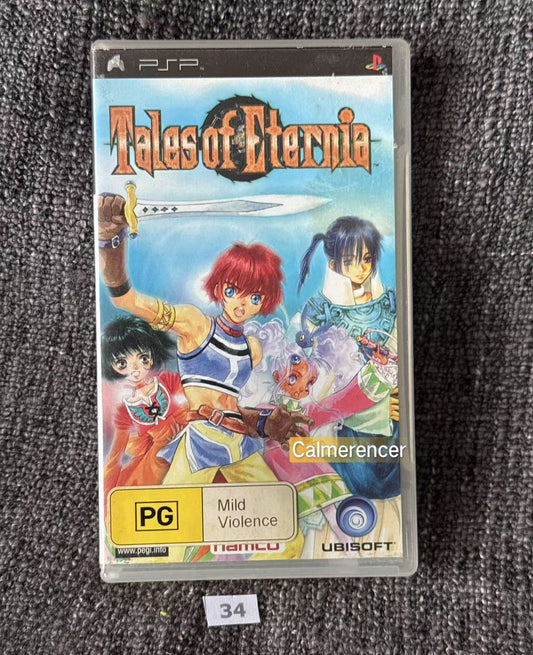 PSP
Tales of Eternia
Calmerencer
PG
Mild
Violence
www.pegi.info
namco
UBISOFT
34